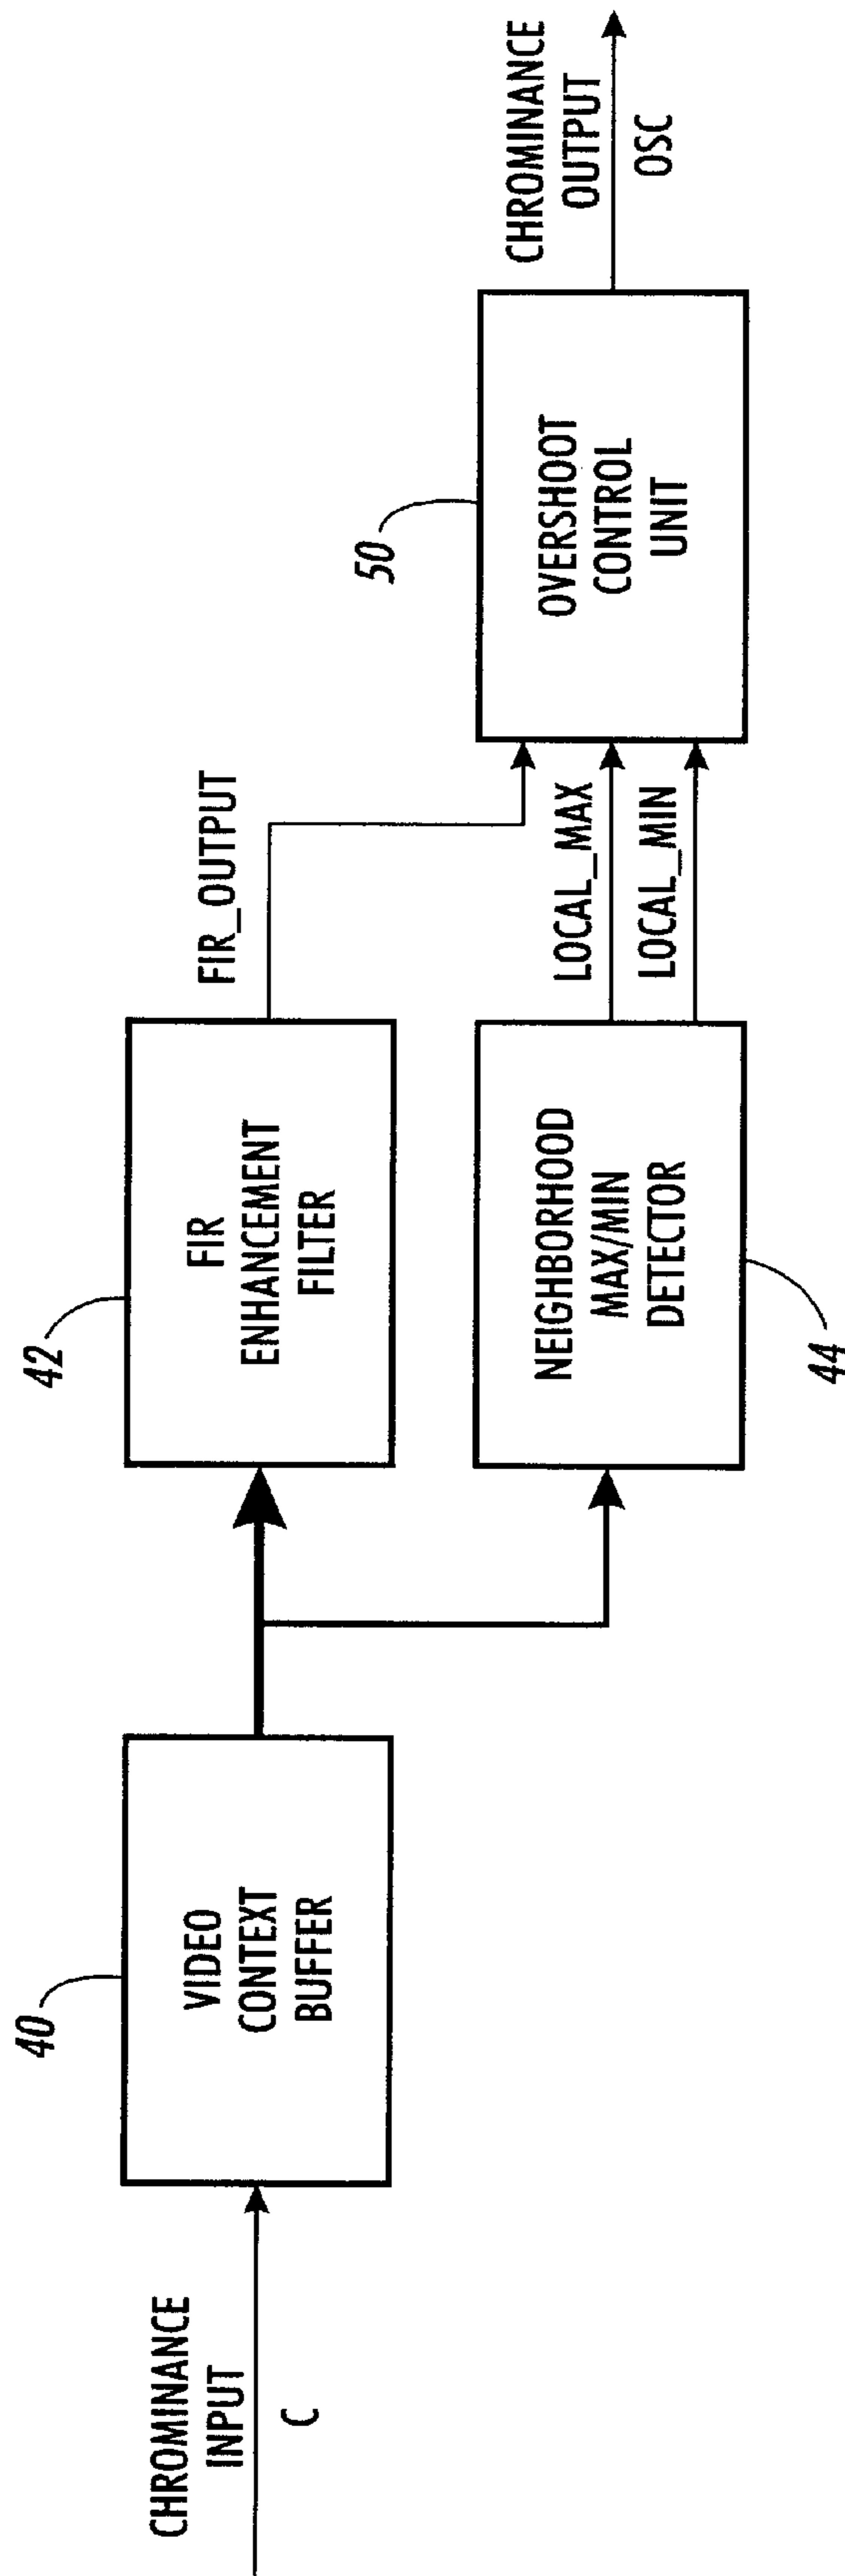 CHROMINANCE
INPUT
C
40
VIDEO
CONTEXT
BUFFER
42
FIR
ENHANCEMENT
FILTER
NEIGHBORHOOD
MAX/MIN
DETECTOR
44
FIR_OUTPUT
LOCAL_MAX
LOCAL_MIN
50
OVERSHOOT
CONTROL
UNIT
CHROMINANCE
OUTPUT
OSC